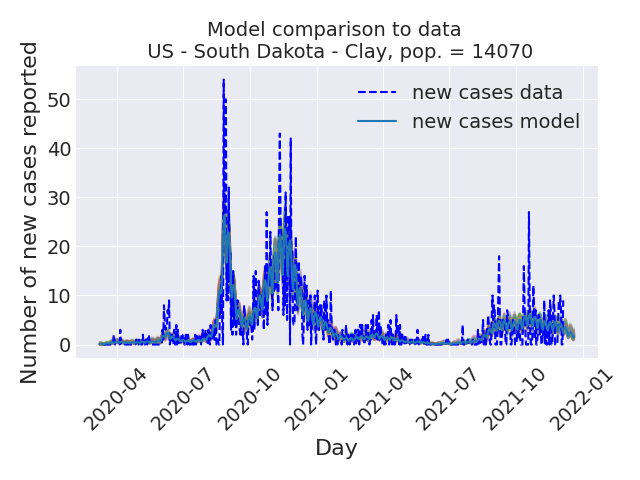 Model comparison to data
US - South Dakota - Clay, pop. = 14070
Number of new cases reported
50
40
30
20
10
0
new cases data
new cases model
2020-04
2020-07
2020-10
2021-01
2021-04
2021-07
2021-10
2022-01
Day